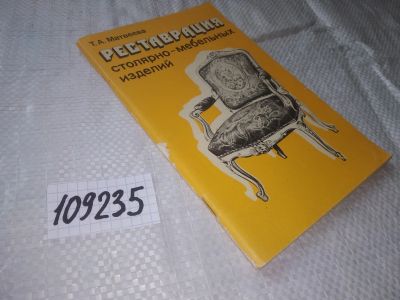 Т.А. Матвеева
РЕСТАВРАЦИЯ
столярно-мебельных
изделий
109235